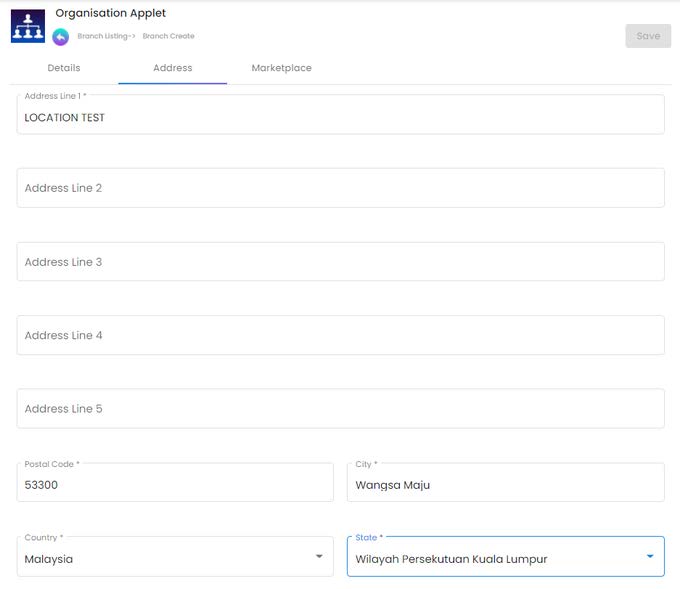 Organisation Applet
Branch Listing-> Branch Create
Save
Details Address Marketplace
Address Line 1 *
LOCATION TEST
Address Line 2
Address Line 3
Address Line 4
Address Line 5
Postal Code * City *
53300 Wangsa Maju
Country * State *
Malaysia Wilayah Persekutuan Kuala Lumpur